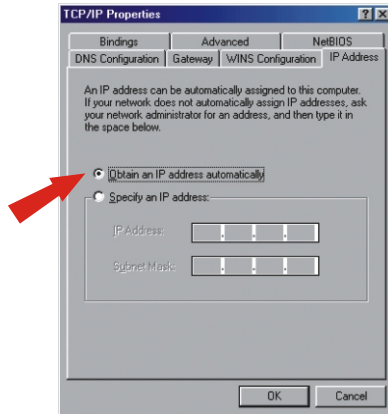 TCP/IP Properties
Bindings Advanced NetBIOS
DNS Configuration Gateway WINS Configuration IP Address
An IP address can be automatically assigned to this computer.
If your network does not automatically assign IP addresses, ask
your network administrator for an address, and then type it in
the space below.
Obtain an IP address automatically
Specify an IP address:
IP Address:
Subnet Mask:
OK Cancel